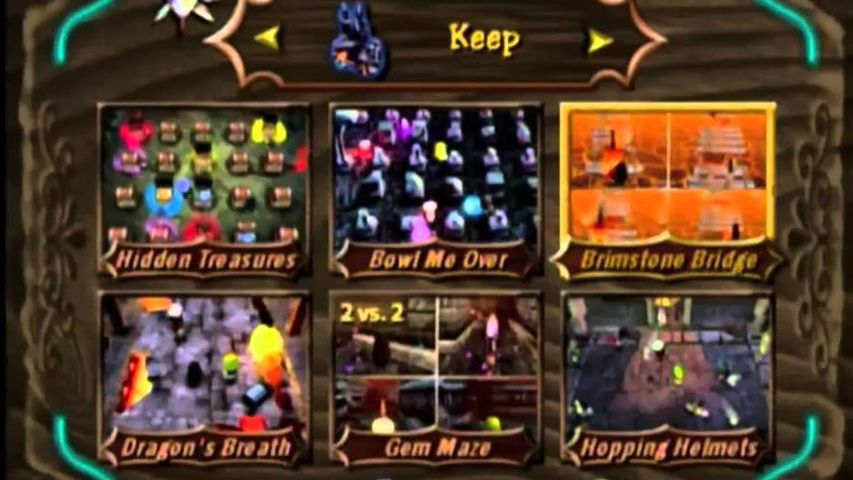 Keep
Hidden Treasures
Bowl Me Over
Brimstone Bridge
2 vs. 2
Dragon's Breath
Gem Maze
Hopping Helmets